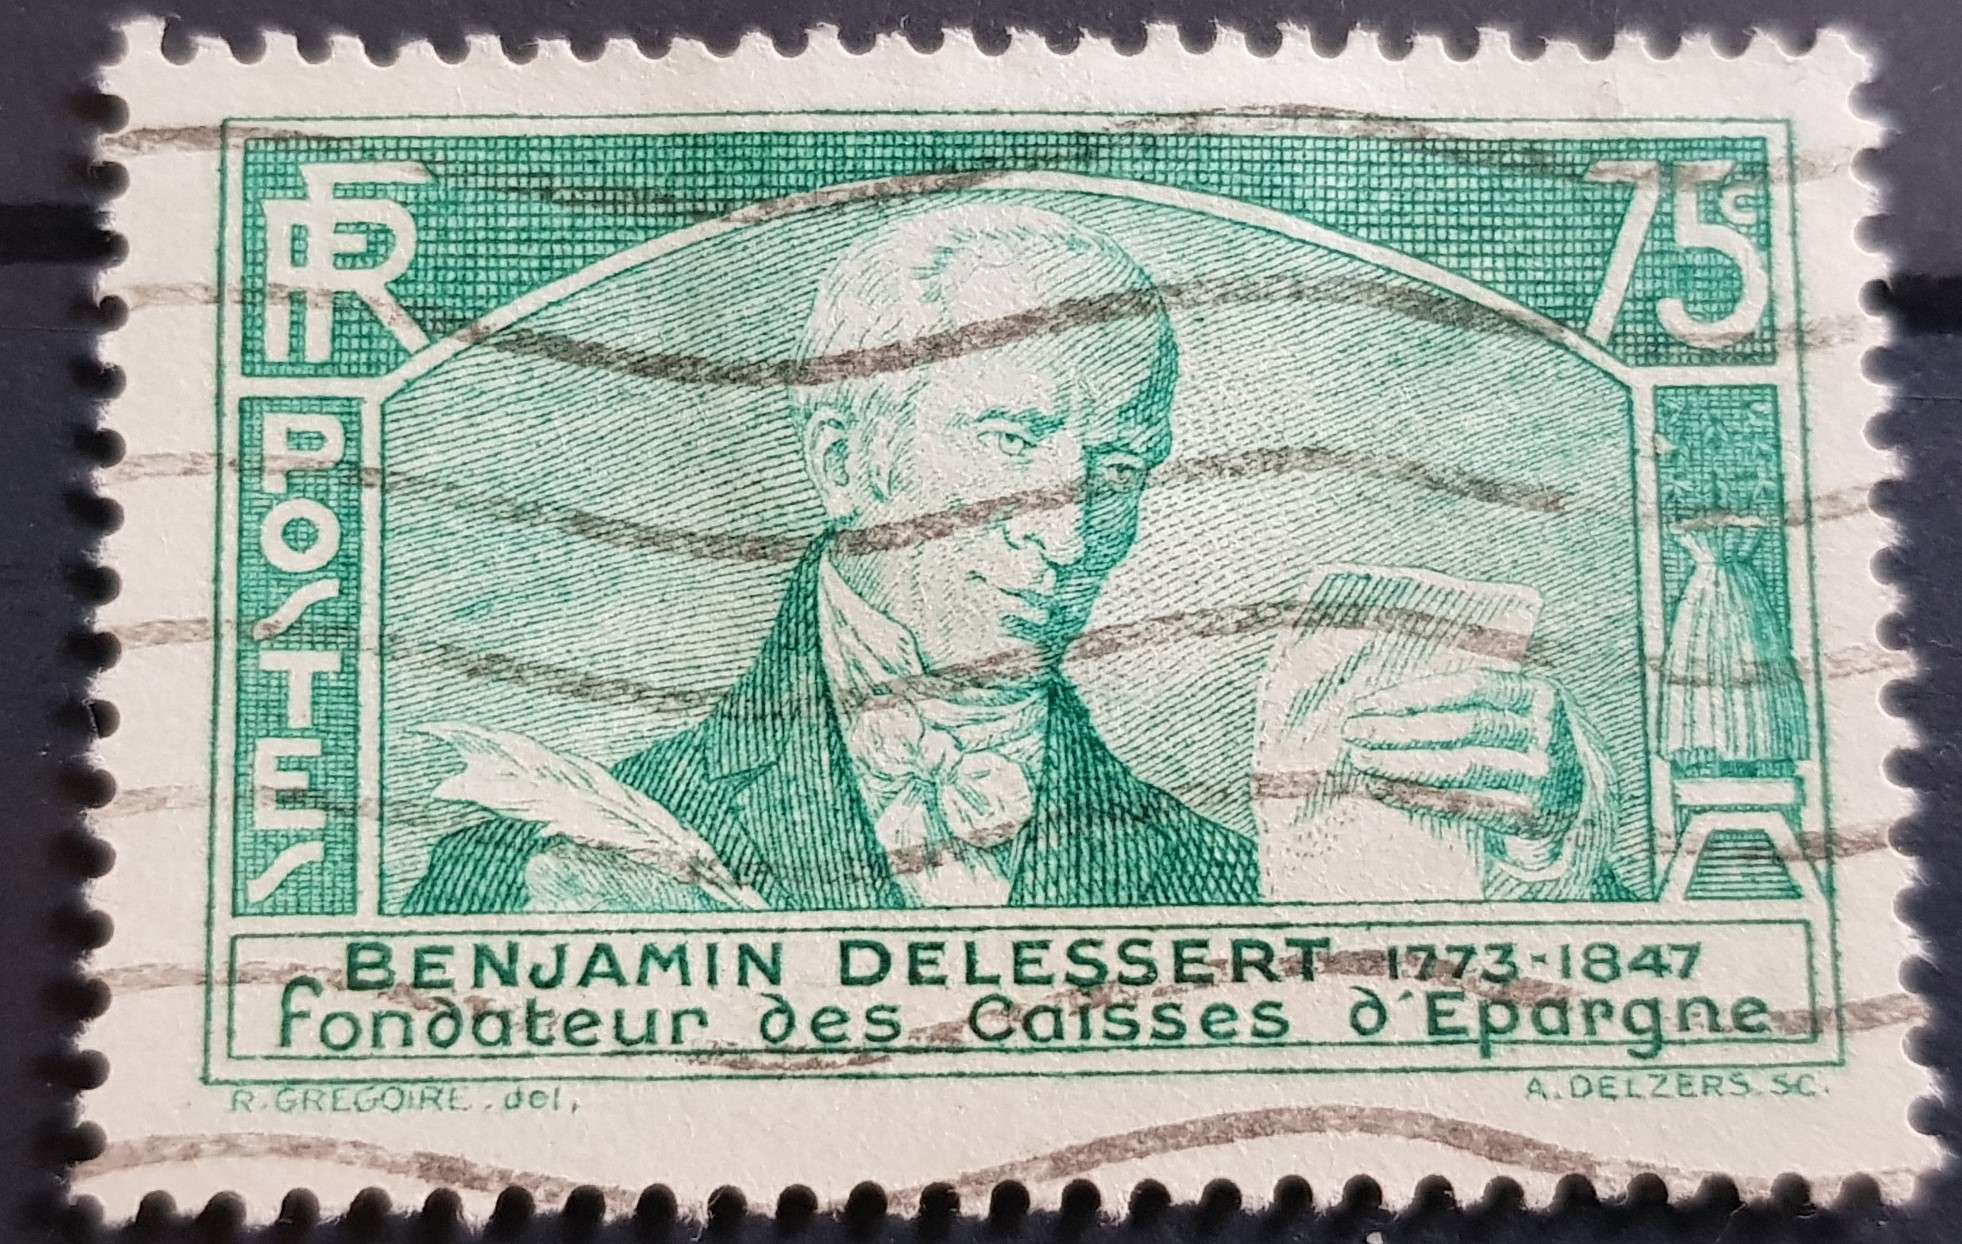 RF
75c
POSTES
BENJAMIN DELESSERT 1773-1847
fondateur des Caisses d'Epargne
R. GREGOIRE. del,
A. DELZERS. SC.